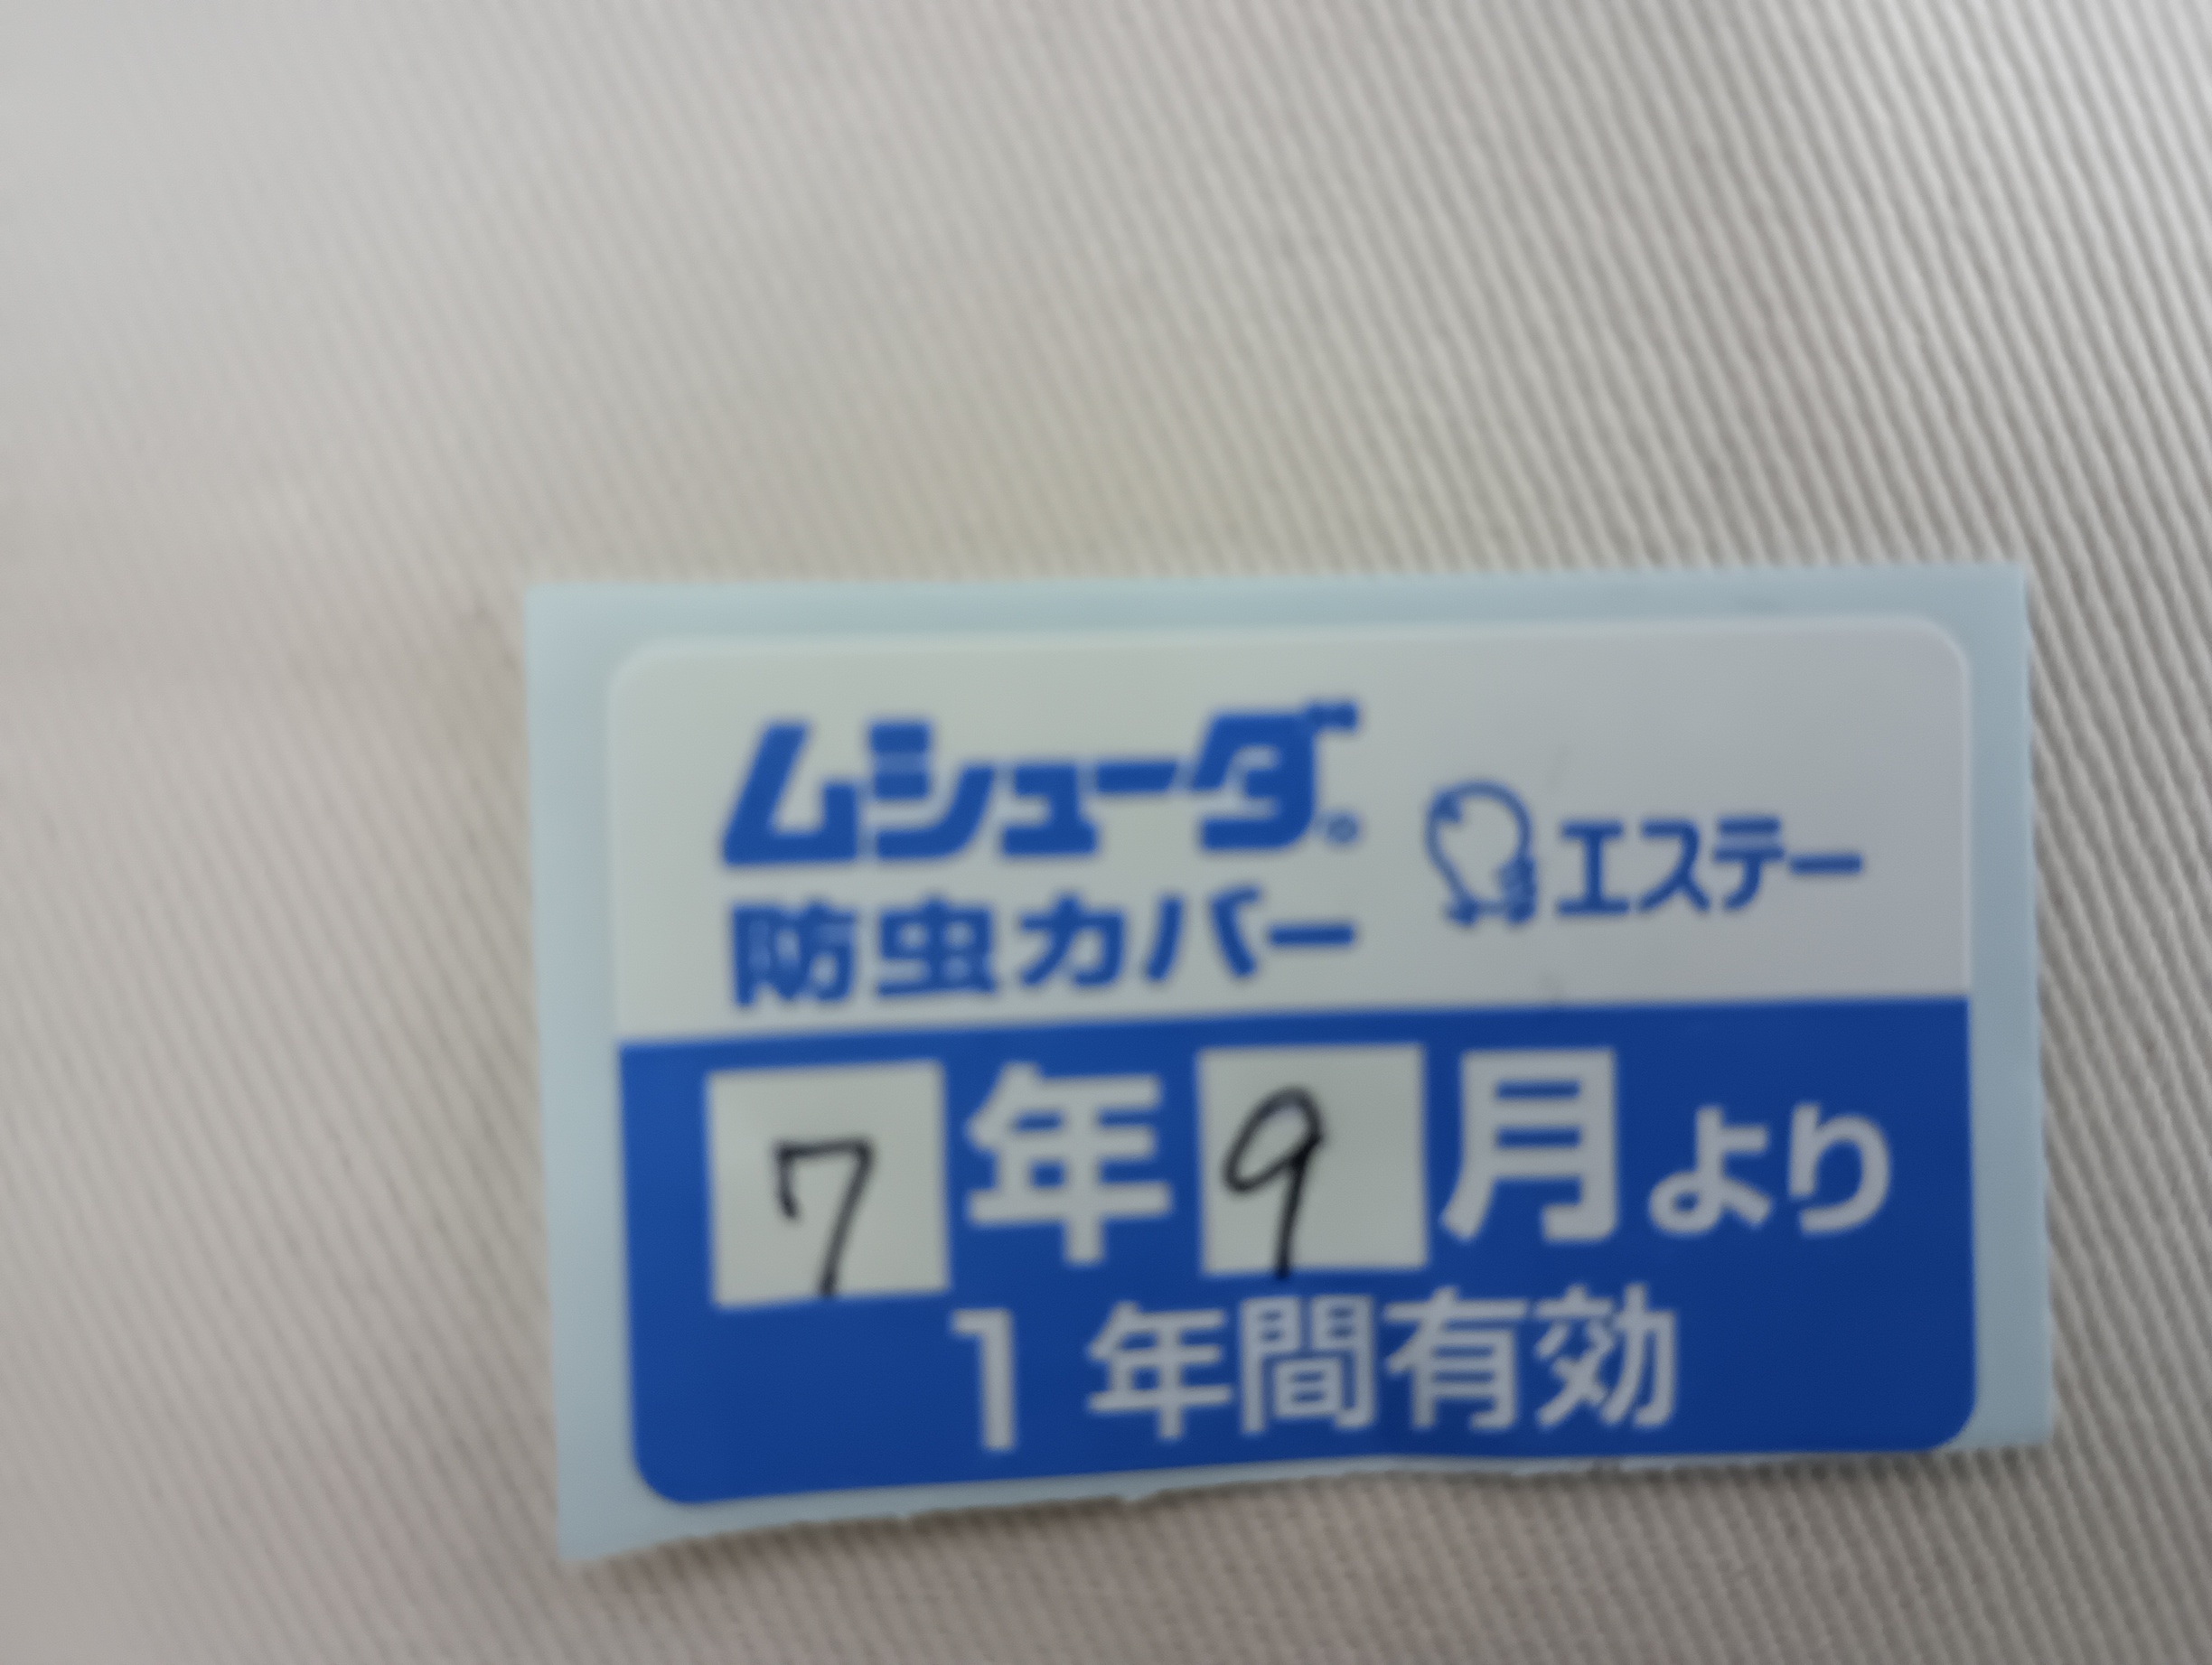 ムシューダ®
防虫カバー
エステー
7年9月より
1年間有効